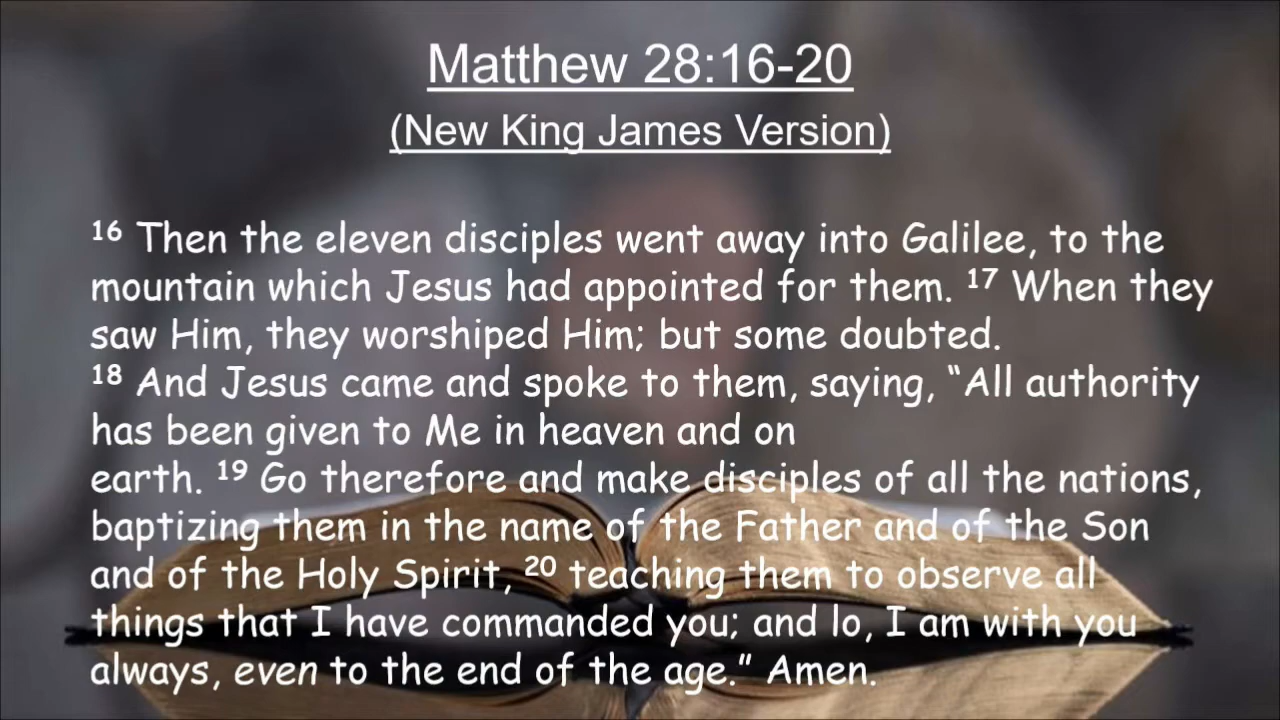 Matthew 28:16-20
(New King James Version)
16 Then the eleven disciples went away into Galilee, to the
mountain which Jesus had appointed for them. 17 When they
saw Him, they worshiped Him; but some doubted.
18 And Jesus came and spoke to them, saying, “All authority
has been given to Me in heaven and on
earth. 19 Go therefore and make disciples of all the nations,
baptizing them in the name of the Father and of the Son
and of the Holy Spirit, 20 teaching them to observe all
things that I have commanded you; and lo, I am with you
always, even to the end of the age.” Amen.